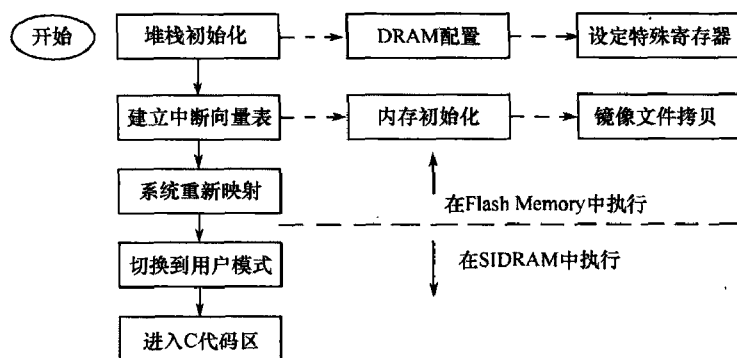 开始
堆栈初始化
DRAM配置
设定特殊寄存器
建立中断向量表
内存初始化
镜像文件拷贝
系统重新映射
在Flash Memory中执行
切换到用户模式
在SIDRAM中执行
进入C代码区